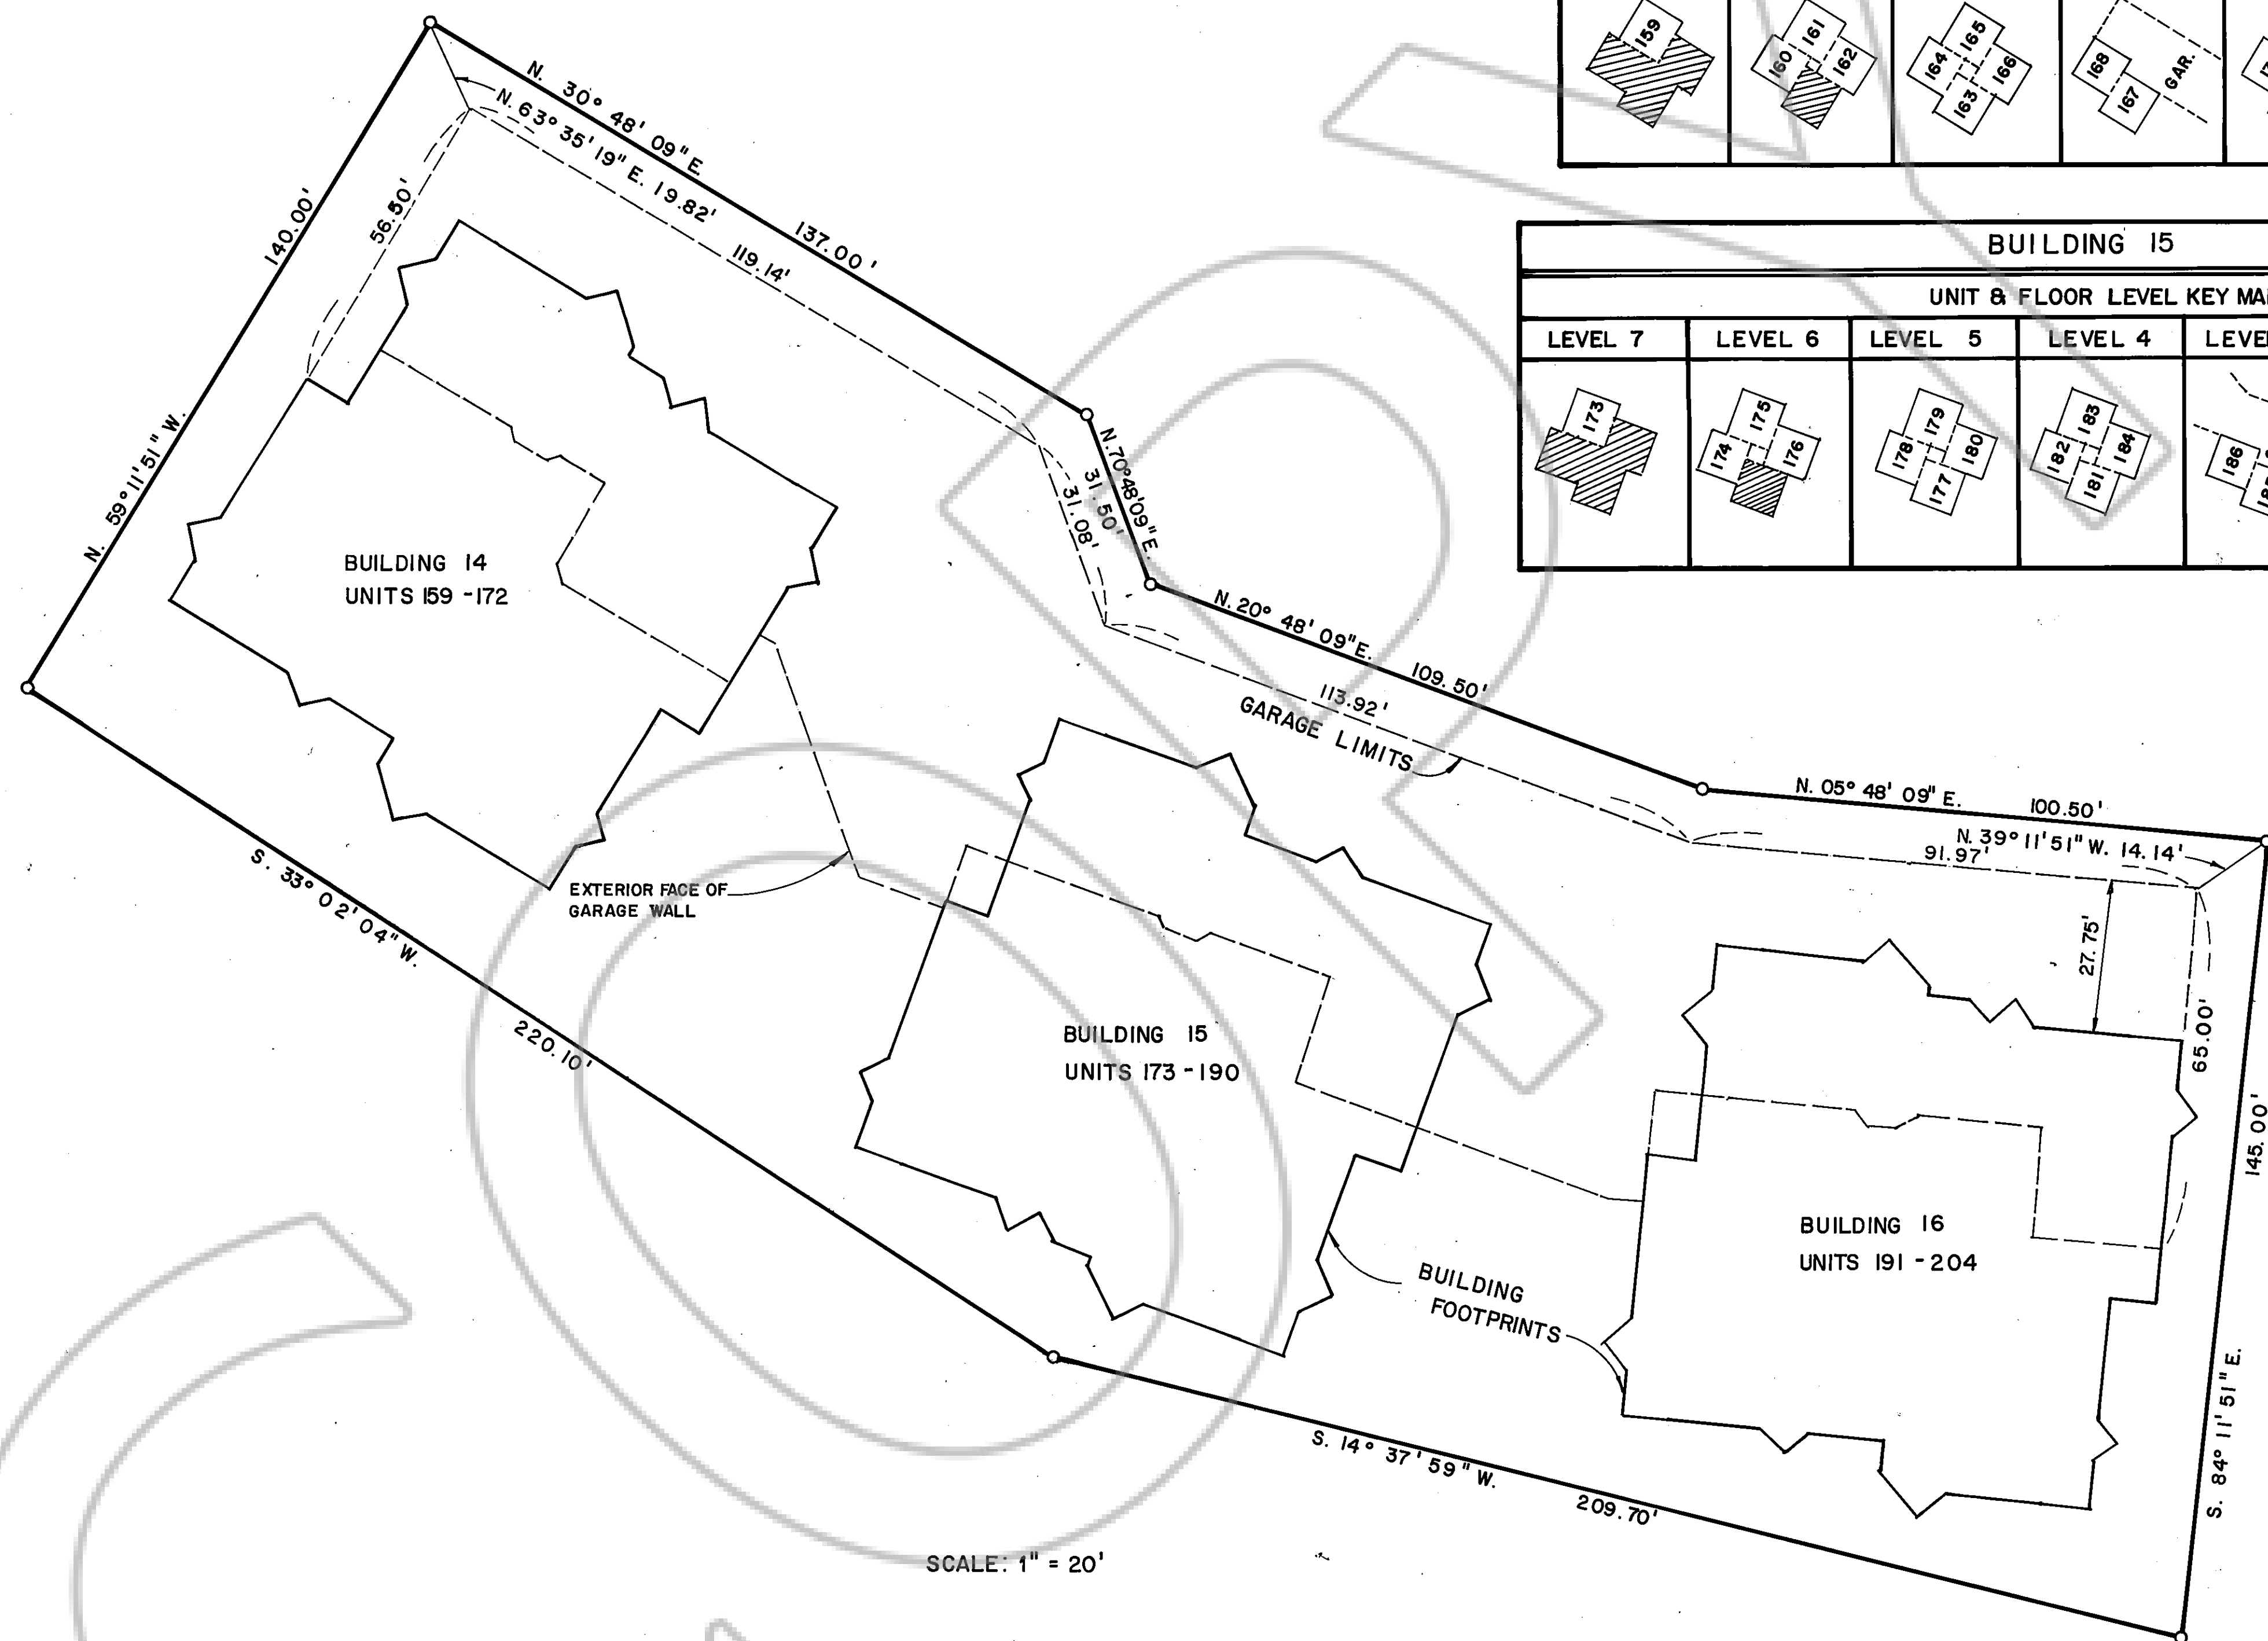 159
160
161
162
164
165
163
166
168
167
GAR.
BUILDING 15
UNIT & FLOOR LEVEL KEY
LEVEL 7
LEVEL 6
LEVEL 5
LEVEL 4
173
174
175
176
178
179
177
180
182
183
181
184
186
N. 30° 48' 09" E.
137.00'
N. 63° 35' 19" E. 19.82'
119.14'
140.00'
N. 59° 11' 51" W.
56.50'
N. 70° 48' 09" E.
31.50'
31.08'
N. 20° 48' 09" E.
109.50'
113.92'
GARAGE LIMITS
N. 05° 48' 09" E.
100.50'
N. 39° 11' 51" W. 14.14'
91.97'
27.75'
65.00'
145.00'
S. 84° 11' 51" E.
BUILDING 14
UNITS 159 - 172
EXTERIOR FACE OF
GARAGE WALL
S. 33° 02' 04" W.
220.10'
BUILDING 15
UNITS 173 - 190
BUILDING 16
UNITS 191 - 204
BUILDING
FOOTPRINTS
S. 14° 37' 59" W.
209.70'
SCALE: 1" = 20'